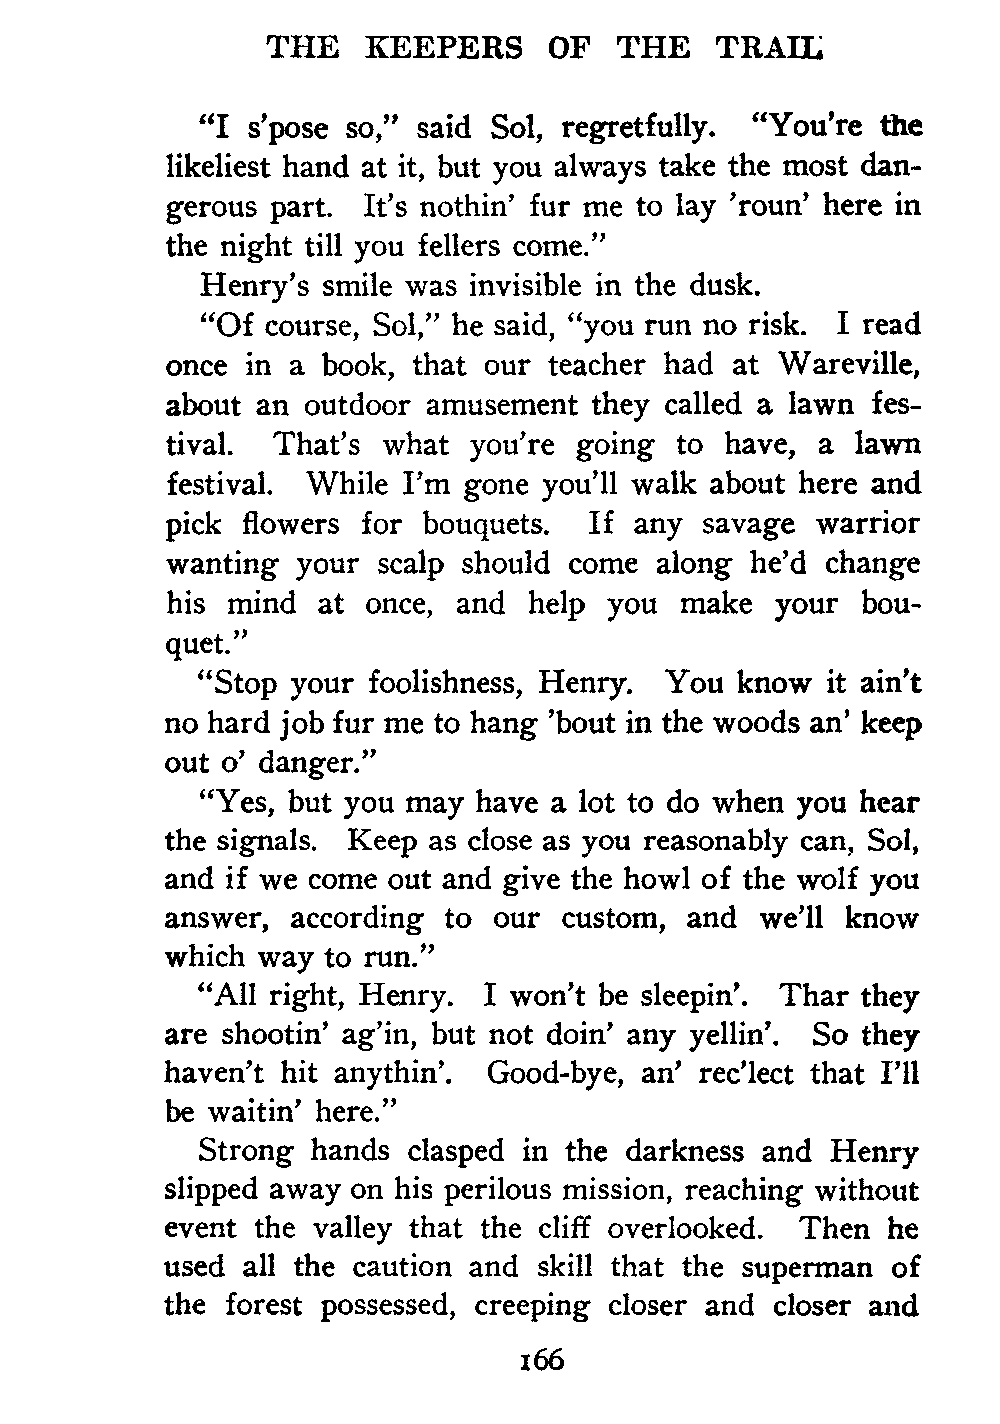 THE KEEPERS OF THE TRAIL
“I s’pose so,” said Sol, regretfully. “You’re the
likeliest hand at it, but you always take the most dan-
gerous part. It’s nothin’ fur me to lay ’roun’ here in
the night till you fellers come.”
Henry’s smile was invisible in the dusk.
“Of course, Sol,” he said, “you run no risk. I read
once in a book, that our teacher had at Wareville,
about an outdoor amusement they called a lawn fes-
tival. That’s what you’re going to have, a lawn
festival. While I’m gone you’ll walk about here and
pick flowers for bouquets. If any savage warrior
wanting your scalp should come along he’d change
his mind at once, and help you make your bou-
quet.”
“Stop your foolishness, Henry. You know it ain’t
no hard job fur me to hang ’bout in the woods an’ keep
out o’ danger.”
“Yes, but you may have a lot to do when you hear
the signals. Keep as close as you reasonably can, Sol,
and if we come out and give the howl of the wolf you
answer, according to our custom, and we’ll know
which way to run.”
“All right, Henry. I won’t be sleepin’. Thar they
are shootin’ ag’in, but not doin’ any yellin’. So they
haven’t hit anythin’. Good-bye, an’ rec’lect that I’ll
be waitin’ here.”
Strong hands clasped in the darkness and Henry
slipped away on his perilous mission, reaching without
event the valley that the cliff overlooked. Then he
used all the caution and skill that the superman of
the forest possessed, creeping closer and closer and
166